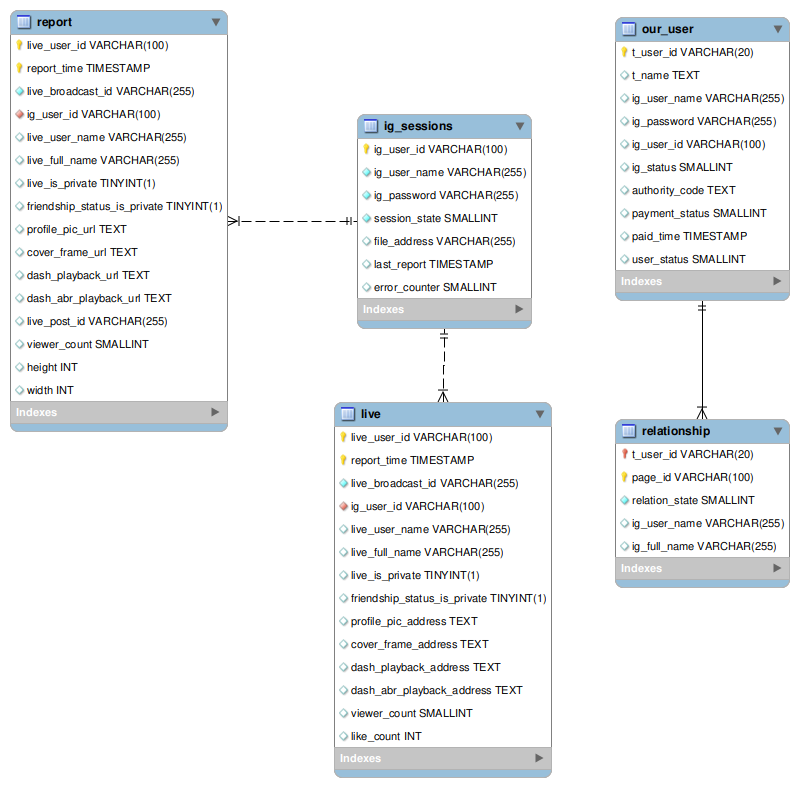 report
live_user_id VARCHAR(100)
report_time TIMESTAMP
live_broadcast_id VARCHAR(255)
ig_user_id VARCHAR(100)
live_user_name VARCHAR(255)
live_full_name VARCHAR(255)
live_is_private TINYINT(1)
friendship_status_is_private TINYINT(1)
profile_pic_url TEXT
cover_frame_url TEXT
dash_playback_url TEXT
dash_abr_playback_url TEXT
live_post_id VARCHAR(255)
viewer_count SMALLINT
height INT
width INT
Indexes
ig_sessions
ig_user_id VARCHAR(100)
ig_user_name VARCHAR(255)
ig_password VARCHAR(255)
session_state SMALLINT
file_address VARCHAR(255)
last_report TIMESTAMP
error_counter SMALLINT
Indexes
live
live_user_id VARCHAR(100)
report_time TIMESTAMP
live_broadcast_id VARCHAR(255)
ig_user_id VARCHAR(100)
live_user_name VARCHAR(255)
live_full_name VARCHAR(255)
live_is_private TINYINT(1)
friendship_status_is_private TINYINT(1)
profile_pic_address TEXT
cover_frame_address TEXT
dash_playback_address TEXT
dash_abr_playback_address TEXT
viewer_count SMALLINT
like_count INT
Indexes
our_user
t_user_id VARCHAR(20)
t_name TEXT
ig_user_name VARCHAR(255)
ig_password VARCHAR(255)
ig_user_id VARCHAR(100)
ig_status SMALLINT
authority_code TEXT
payment_status SMALLINT
paid_time TIMESTAMP
user_status SMALLINT
Indexes
relationship
t_user_id VARCHAR(20)
page_id VARCHAR(100)
relation_state SMALLINT
ig_user_name VARCHAR(255)
ig_full_name VARCHAR(255)
Indexes